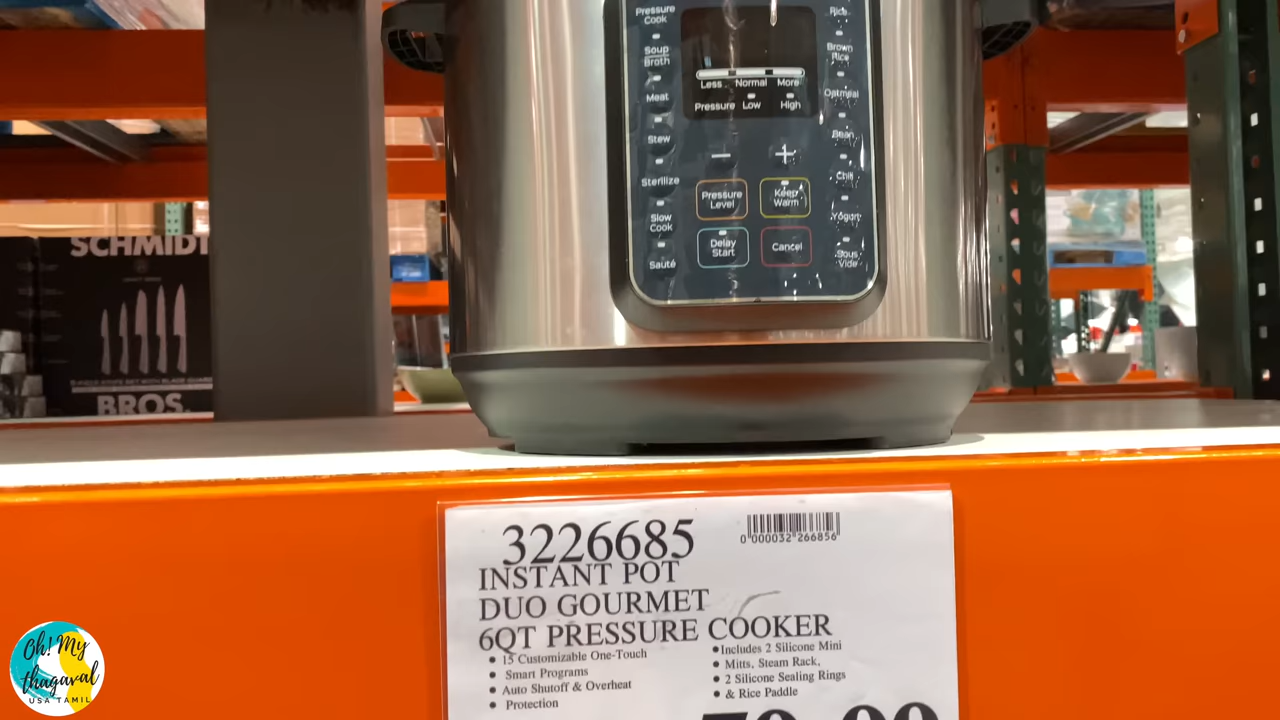 Pressure
Cook
Soup
Broth
Meat
Stew
Sterilize
Slow
Cook
Sauté
Less Normal More
Pressure Low High
− +
Pressure
Level
Keep
Warm
Delay
Start
Cancel
Rice
Brown
Rice
Oatmeal
Bean
Chili
Yogurt
Sous
Vide
SCHMIDT
BROS.
3226685
0 000032 266856
INSTANT POT
DUO GOURMET
6QT PRESSURE COOKER
• 15 Customizable One-Touch
• Smart Programs
• Auto Shutoff & Overheat
• Protection
• Includes 2 Silicone Mini
• Mitts, Steam Rack,
• 2 Silicone Sealing Rings
• & Rice Paddle
Oh! My
thagaval
USA TAMIL